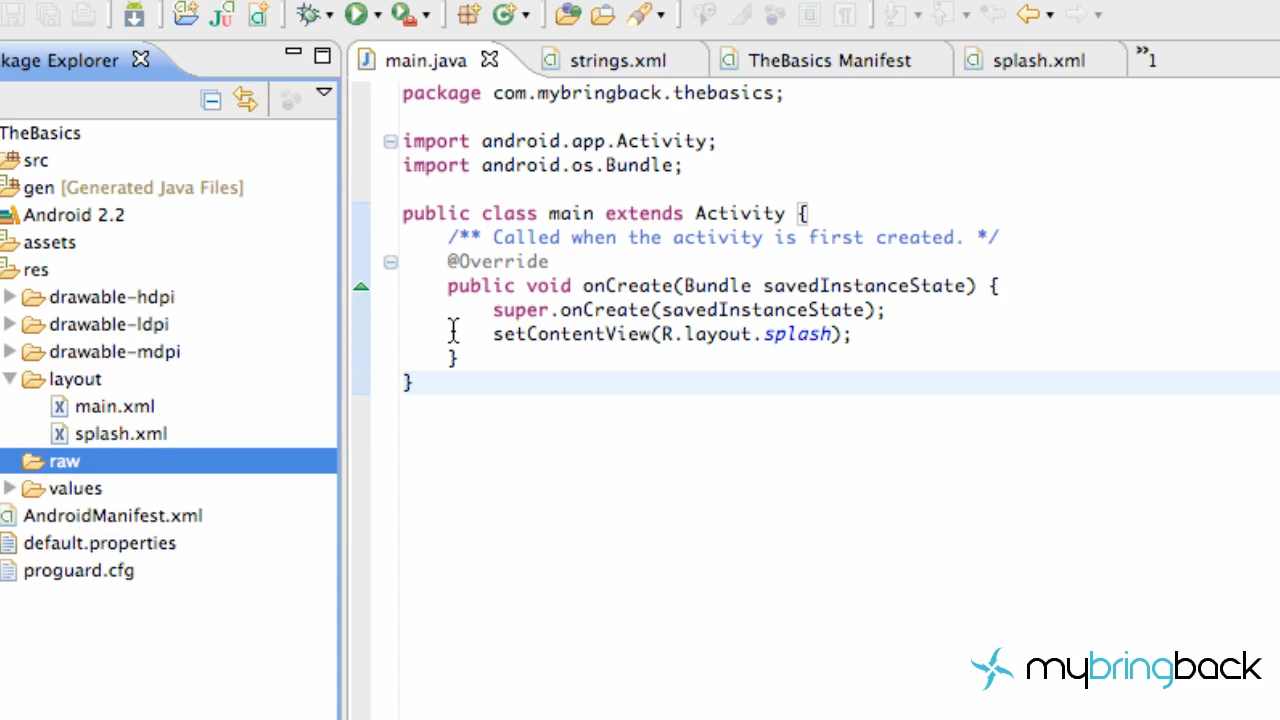 kage Explorer
main.java
strings.xml
TheBasics Manifest
splash.xml
»1
TheBasics
src
gen [Generated Java Files]
Android 2.2
assets
res
drawable-hdpi
drawable-ldpi
drawable-mdpi
layout
main.xml
splash.xml
raw
values
AndroidManifest.xml
default.properties
proguard.cfg
package com.mybringback.thebasics;
import android.app.Activity;
import android.os.Bundle;
public class main extends Activity {
/** Called when the activity is first created. */
@Override
public void onCreate(Bundle savedInstanceState) {
super.onCreate(savedInstanceState);
setContentView(R.layout.splash);
}
}
mybringback